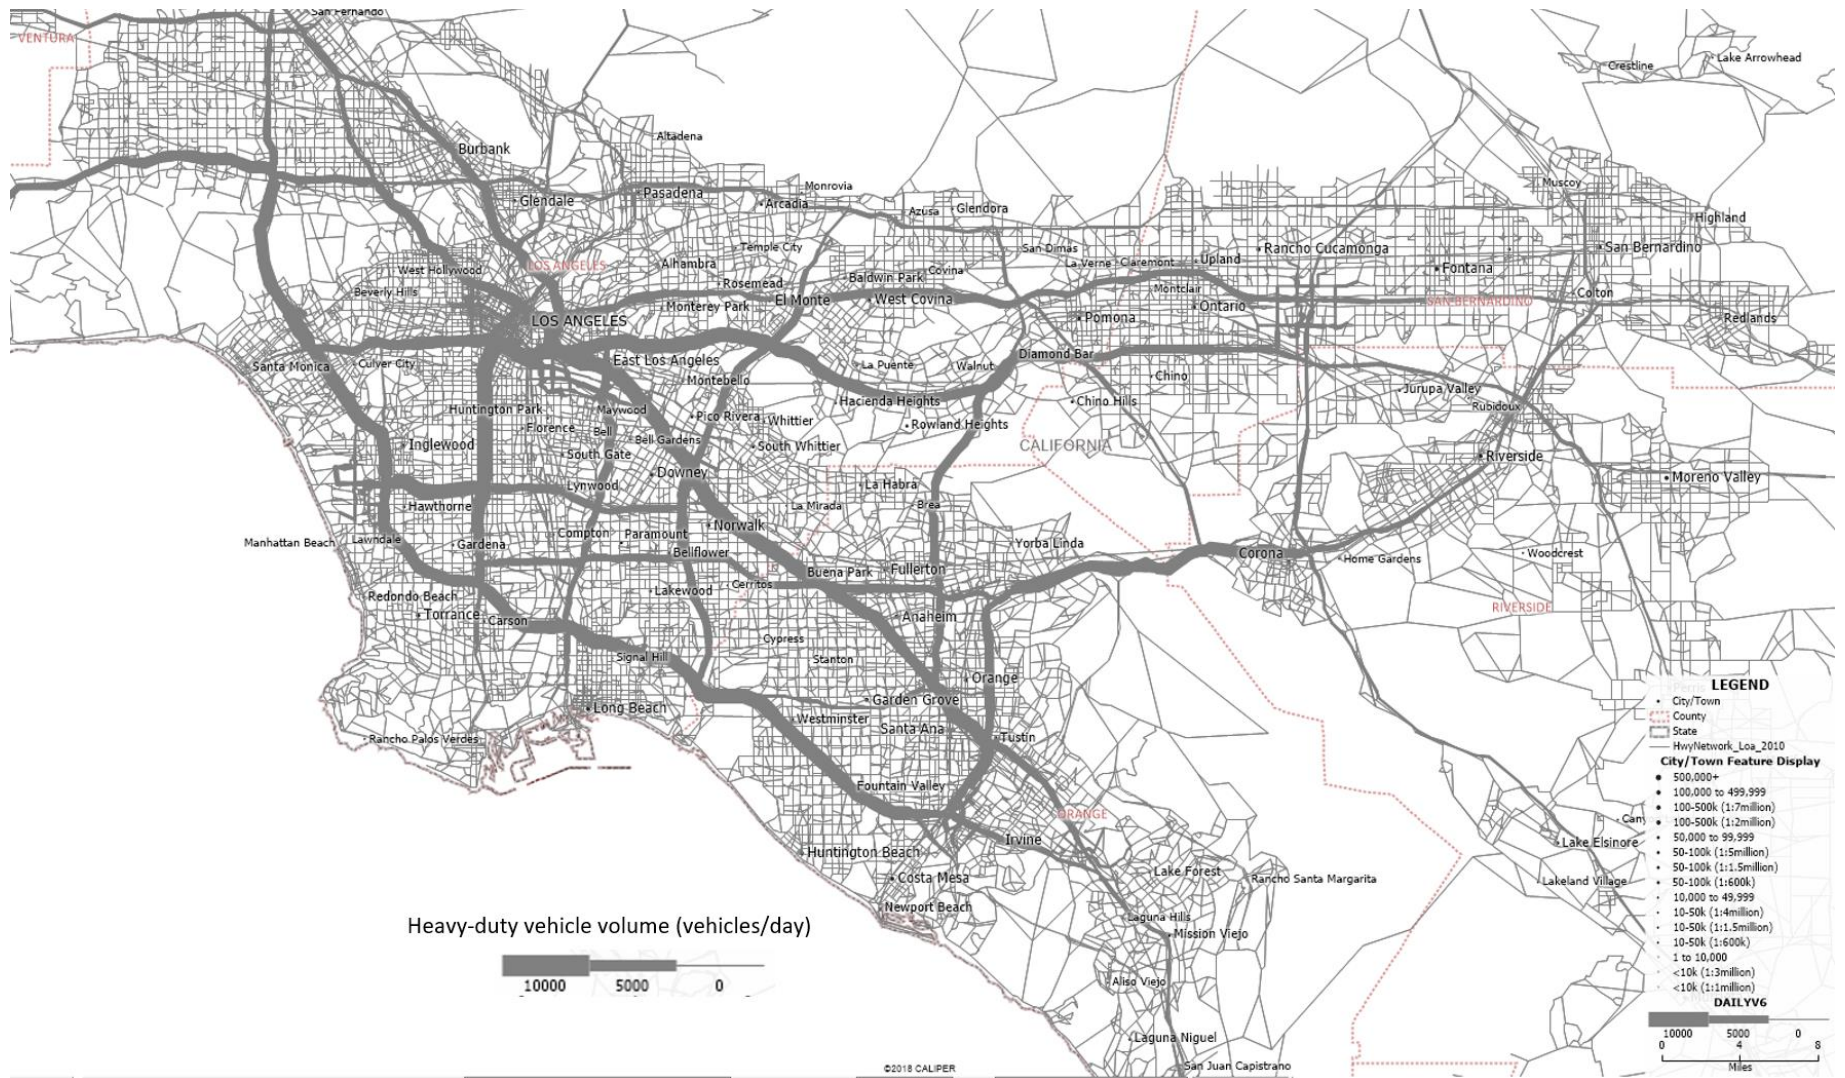 San Fernando
VENTURA
Lake Arrowhead
Crestline
Altadena
Burbank
Monrovia
Muscoy
Pasadena
Glendale
Arcadia
Azusa
Glendora
Highland
Temple City
San Dimas
Rancho Cucamonga
San Bernardino
West Hollywood
LOS ANGELES
Alhambra
La Verne
Claremont
Upland
Fontana
Baldwin Park
Covina
Rosemead
Beverly Hills
Montclair
Colton
El Monte
West Covina
SAN BERNARDINO
Monterey Park
Ontario
LOS ANGELES
Pomona
Redlands
Diamond Bar
Santa Monica
Culver City
East Los Angeles
La Puente
Walnut
Montebello
Chino
Jurupa Valley
Hacienda Heights
Chino Hills
Huntington Park
Maywood
Rubidoux
Pico Rivera
Whittier
Florence
Bell
Rowland Heights
Bell Gardens
Inglewood
South Whittier
CALIFORNIA
South Gate
Riverside
Downey
Moreno Valley
Lynwood
La Habra
Hawthorne
La Mirada
Brea
Norwalk
Compton
Paramount
Manhattan Beach
Lawndale
Gardena
Yorba Linda
Bellflower
Corona
Home Gardens
Woodcrest
Buena Park
Fullerton
Cerritos
Lakewood
Redondo Beach
RIVERSIDE
Torrance
Carson
Anaheim
Cypress
Signal Hill
Stanton
Orange
Garden Grove
Long Beach
Westminster
Santa Ana
Rancho Palos Verdes
Tustin
Fountain Valley
ORANGE
Irvine
Huntington Beach
Lake Elsinore
Costa Mesa
Lake Forest
Rancho Santa Margarita
Lakeland Village
Newport Beach
Laguna Hills
Mission Viejo
Aliso Viejo
Laguna Niguel
San Juan Capistrano
Heavy-duty vehicle volume (vehicles/day)
10000 5000 0
©2018 CALIPER
Perris
LEGEND
City/Town
County
State
HwyNetwork_Loa_2010
City/Town Feature Display
500,000+
100,000 to 499,999
100-500k (1:7million)
100-500k (1:2million)
50,000 to 99,999
50-100k (1:5million)
50-100k (1:1.5million)
50-100k (1:600k)
10,000 to 49,999
10-50k (1:4million)
10-50k (1:1.5million)
10-50k (1:600k)
1 to 10,000
<10k (1:3million)
<10k (1:1million)
DAILYV6
10000 5000 0
0 4 8
Miles